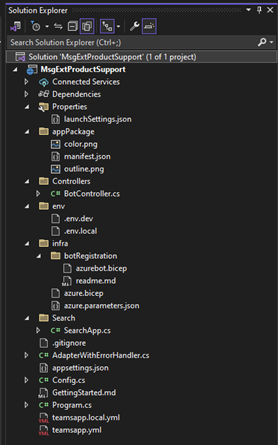 Solution Explorer
Search Solution Explorer (Ctrl+;)
Solution 'MsgExtProductSupport' (1 of 1 project)
MsgExtProductSupport
Connected Services
Dependencies
Properties
launchSettings.json
appPackage
color.png
manifest.json
outline.png
Controllers
C# BotController.cs
env
.env.dev
.env.local
infra
botRegistration
azurebot.bicep
readme.md
azure.bicep
azure.parameters.json
Search
C# SearchApp.cs
.gitignore
C# AdapterWithErrorHandler.cs
appsettings.json
C# Config.cs
GettingStarted.md
C# Program.cs
teamsapp.local.yml
teamsapp.yml